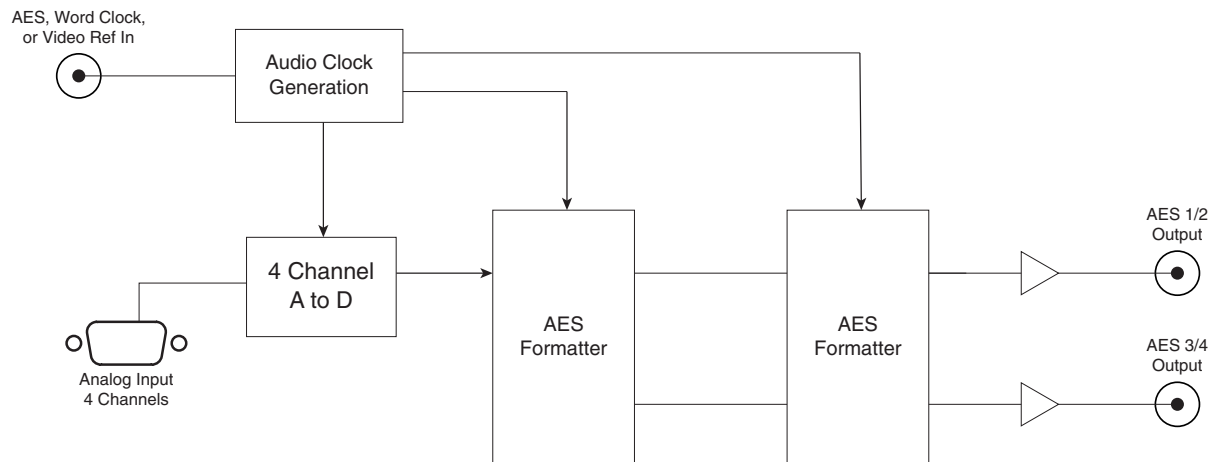 AES, Word Clock,
or Video Ref In
Audio Clock
Generation
4 Channel
A to D
Analog Input
4 Channels
AES
Formatter
AES
Formatter
AES 1/2
Output
AES 3/4
Output